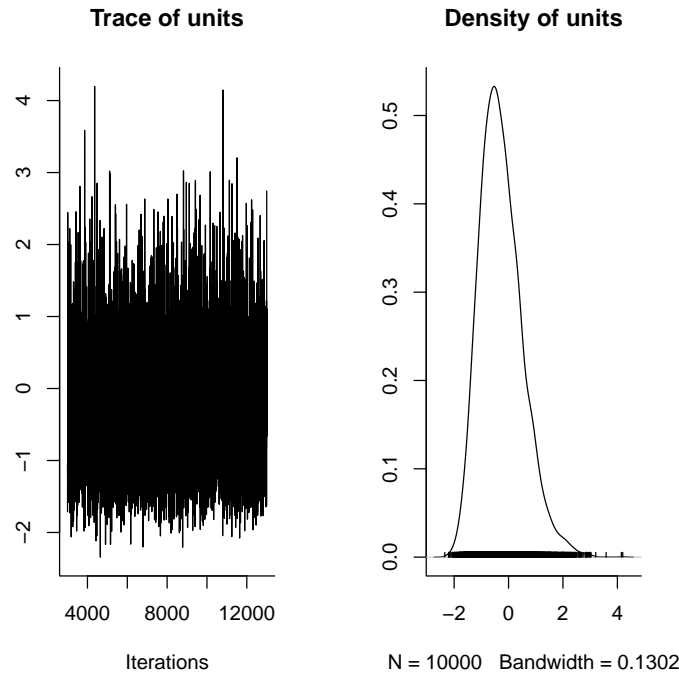 Trace of units
4
3
2
1
0
−1
−2
4000 8000 12000
Iterations
Density of units
0.5
0.4
0.3
0.2
0.1
0.0
−2 0 2 4
N = 10000 Bandwidth = 0.1302